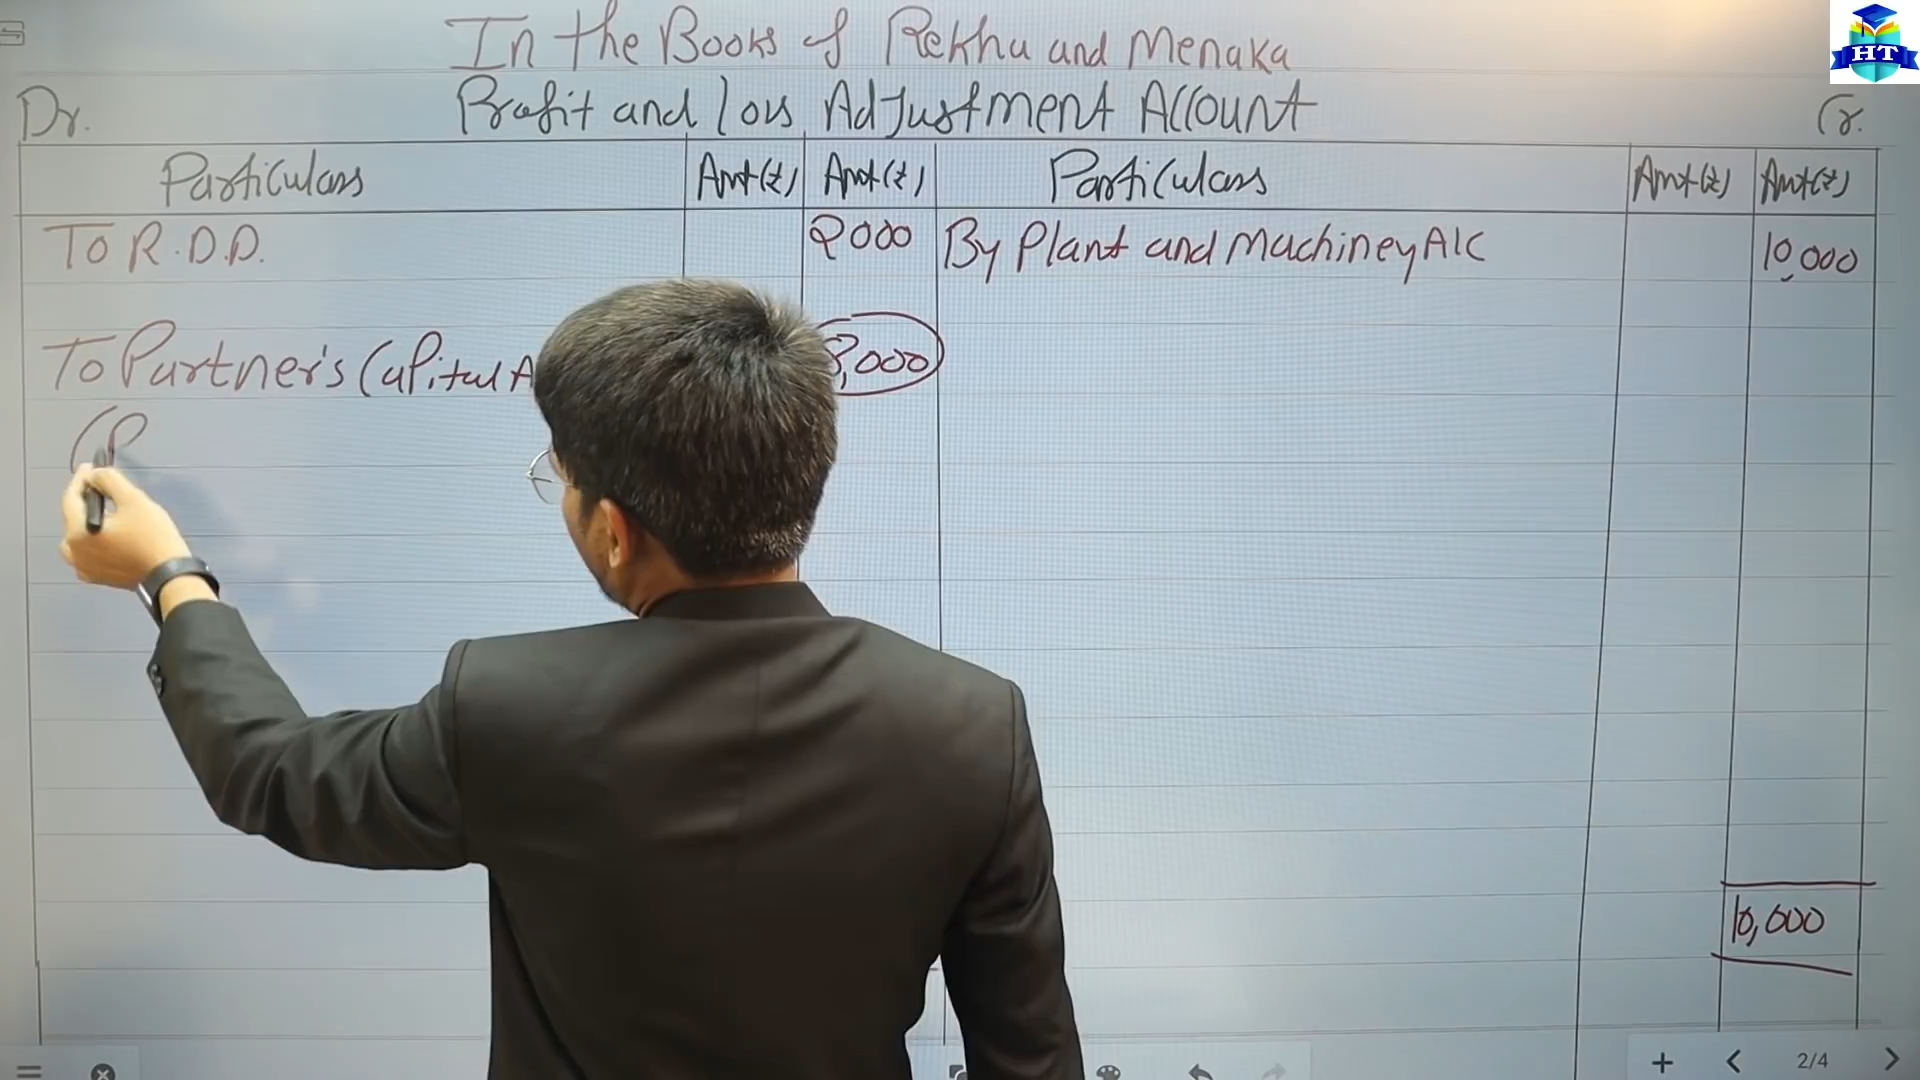 In the Books of Rekha and Menaka
Profit and loss Adjustment Account
Dr. Cr.
Particulars Amt(₹) Amt(₹) Particulars Amt(₹) Amt(₹)
To R.D.D. 2000 By Plant and Machiney A/C 10,000
To Partner's Capital A 8,000
(P
10,000
2/4
HT